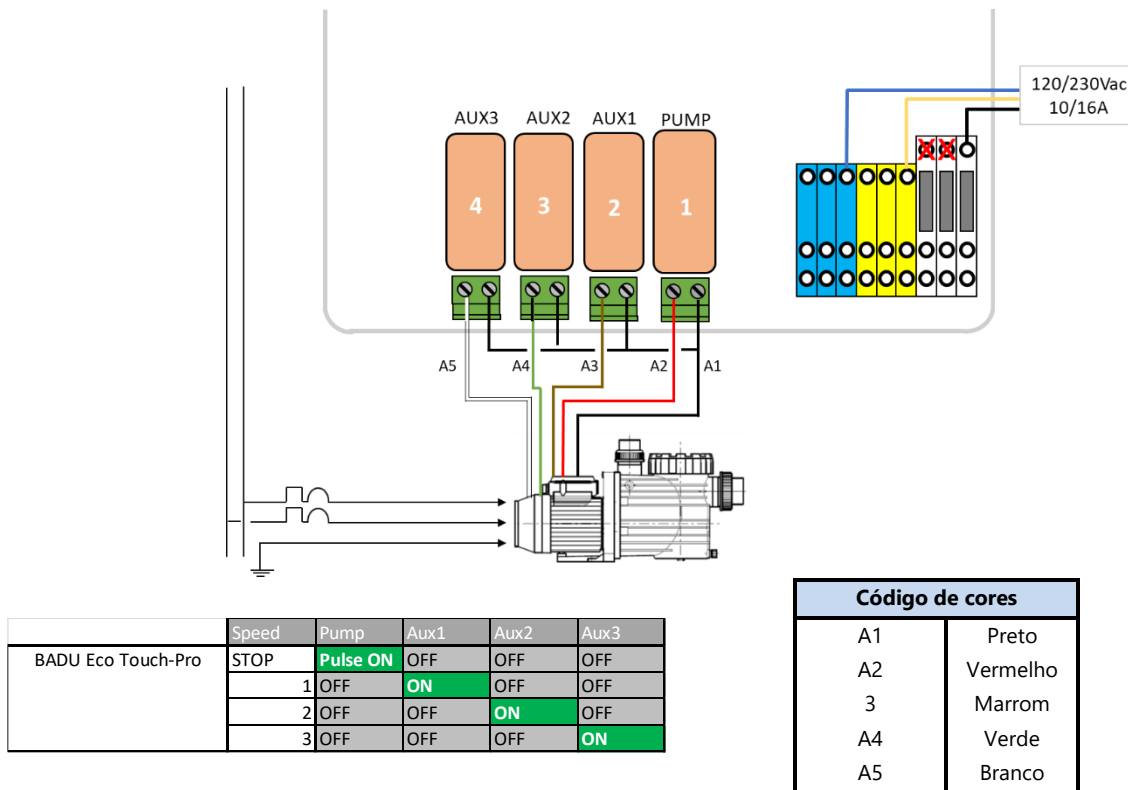 120/230Vac
10/16A
AUX3 AUX2 AUX1 PUMP
4 3 2 1
A5 A4 A3 A2 A1
Speed Pump Aux1 Aux2 Aux3
BADU Eco Touch-Pro STOP Pulse ON OFF OFF OFF
1 OFF ON OFF OFF
2 OFF OFF ON OFF
3 OFF OFF OFF ON
Código de cores
A1 Preto
A2 Vermelho
3 Marrom
A4 Verde
A5 Branco